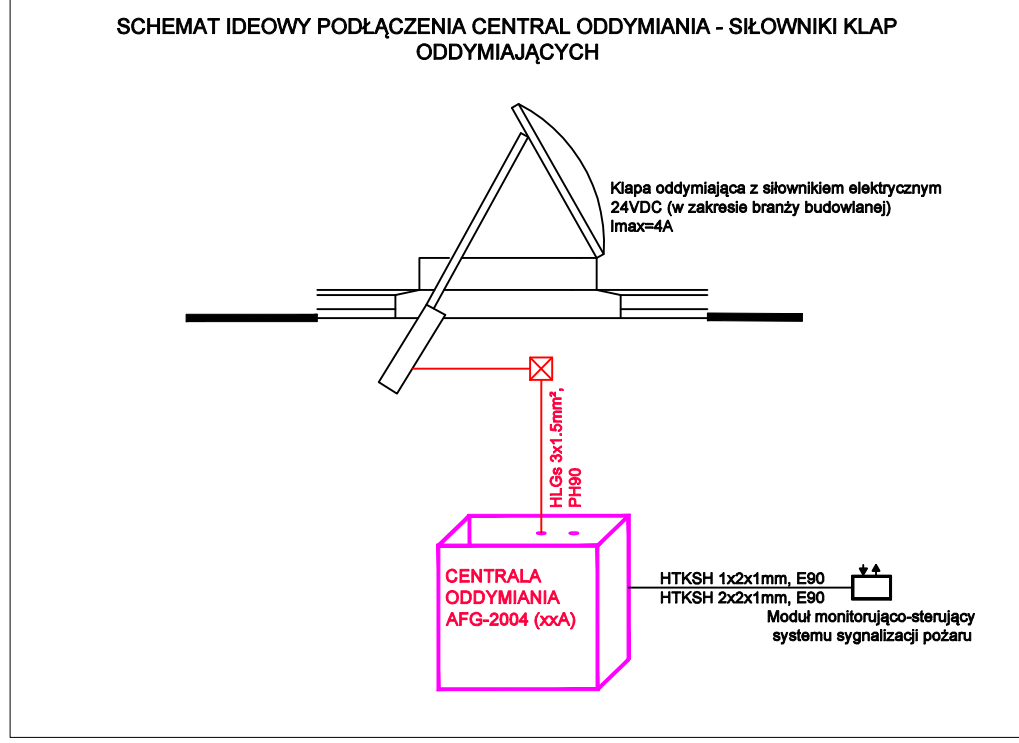 SCHEMAT IDEOWY PODŁĄCZENIA CENTRAL ODDYMIANIA - SIŁOWNIKI KLAP
ODDYMIAJĄCYCH
Klapa oddymiająca z siłownikiem elektrycznym
24VDC (w zakresie branży budowlanej)
Imax=4A
HLGs 3x1.5mm²,
PH90
CENTRALA
ODDYMIANIA
AFG-2004 (xxA)
HTKSH 1x2x1mm, E90
HTKSH 2x2x1mm, E90
Moduł monitorująco-sterujący
systemu sygnalizacji pożaru